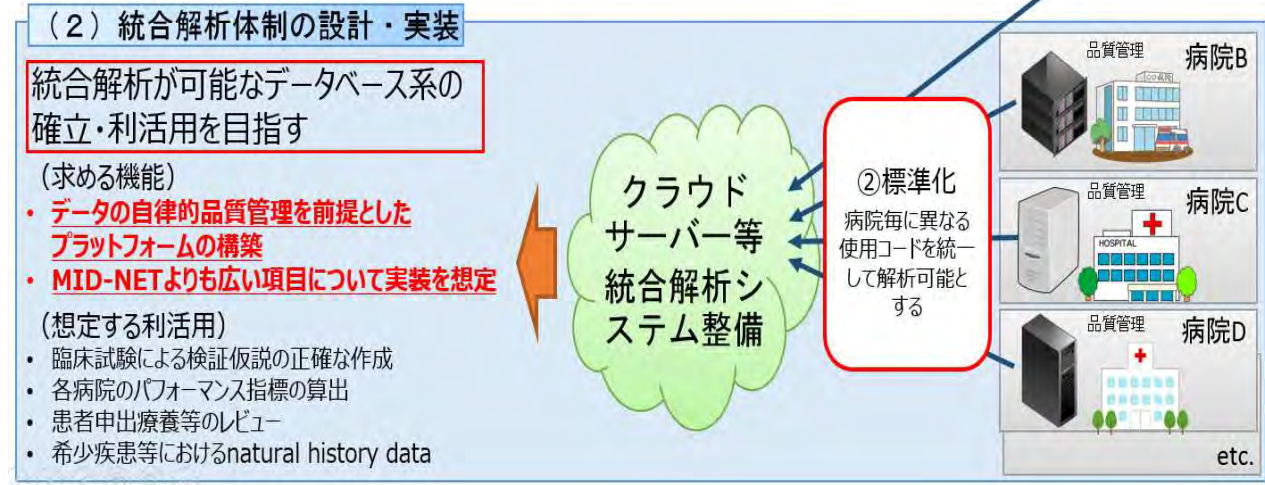 (2)統合解析体制の設計・実装
統合解析が可能なデータベース系の
確立・利活用を目指す
(求める機能)
• データの自律的品質管理を前提とした
プラットフォームの構築
• MID-NETよりも広い項目について実装を想定
(想定する利活用)
• 臨床試験による検証仮説の正確な作成
• 各病院のパフォーマンス指標の算出
• 患者申出療養等のレビュー
• 希少疾患等におけるnatural history data
クラウド
サーバー等
統合解析シ
ステム整備
②標準化
病院毎に異なる
使用コードを統一
して解析可能と
する
品質管理 病院B
品質管理 病院C
HOSPITAL
品質管理 病院D
etc.